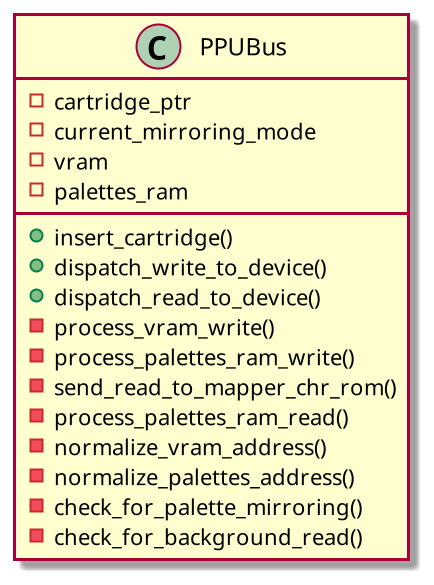 C PPUBus
cartridge_ptr
current_mirroring_mode
vram
palettes_ram
insert_cartridge()
dispatch_write_to_device()
dispatch_read_to_device()
process_vram_write()
process_palettes_ram_write()
send_read_to_mapper_chr_rom()
process_palettes_ram_read()
normalize_vram_address()
normalize_palettes_address()
check_for_palette_mirroring()
check_for_background_read()